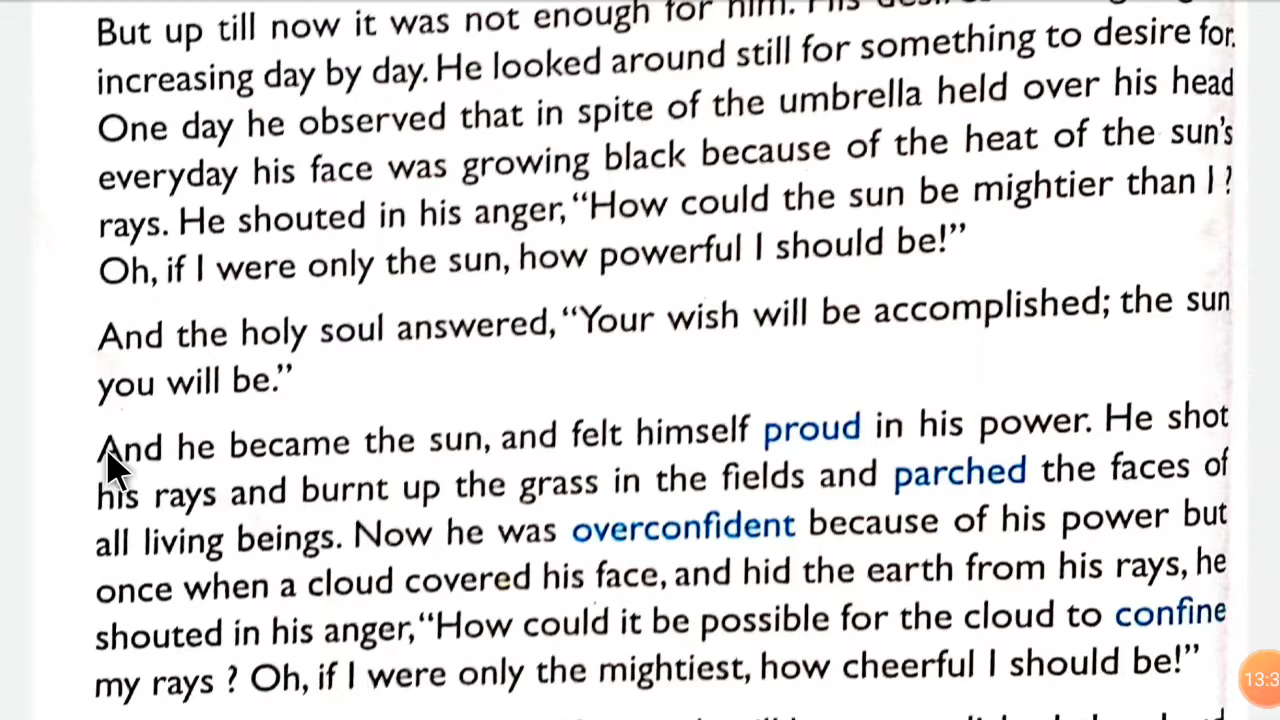 But up till now it was not enough for him. His
increasing day by day. He looked around still for something to desire for.
One day he observed that in spite of the umbrella held over his head
everyday his face was growing black because of the heat of the sun's
rays. He shouted in his anger, “How could the sun be mightier than I ?
Oh, if I were only the sun, how powerful I should be!”
And the holy soul answered, “Your wish will be accomplished; the sun
you will be.”
And he became the sun, and felt himself proud in his power. He shot
his rays and burnt up the grass in the fields and parched the faces of
all living beings. Now he was overconfident because of his power but
once when a cloud covered his face, and hid the earth from his rays, he
shouted in his anger, “How could it be possible for the cloud to confine
my rays ? Oh, if I were only the mightiest, how cheerful I should be!”
13:3